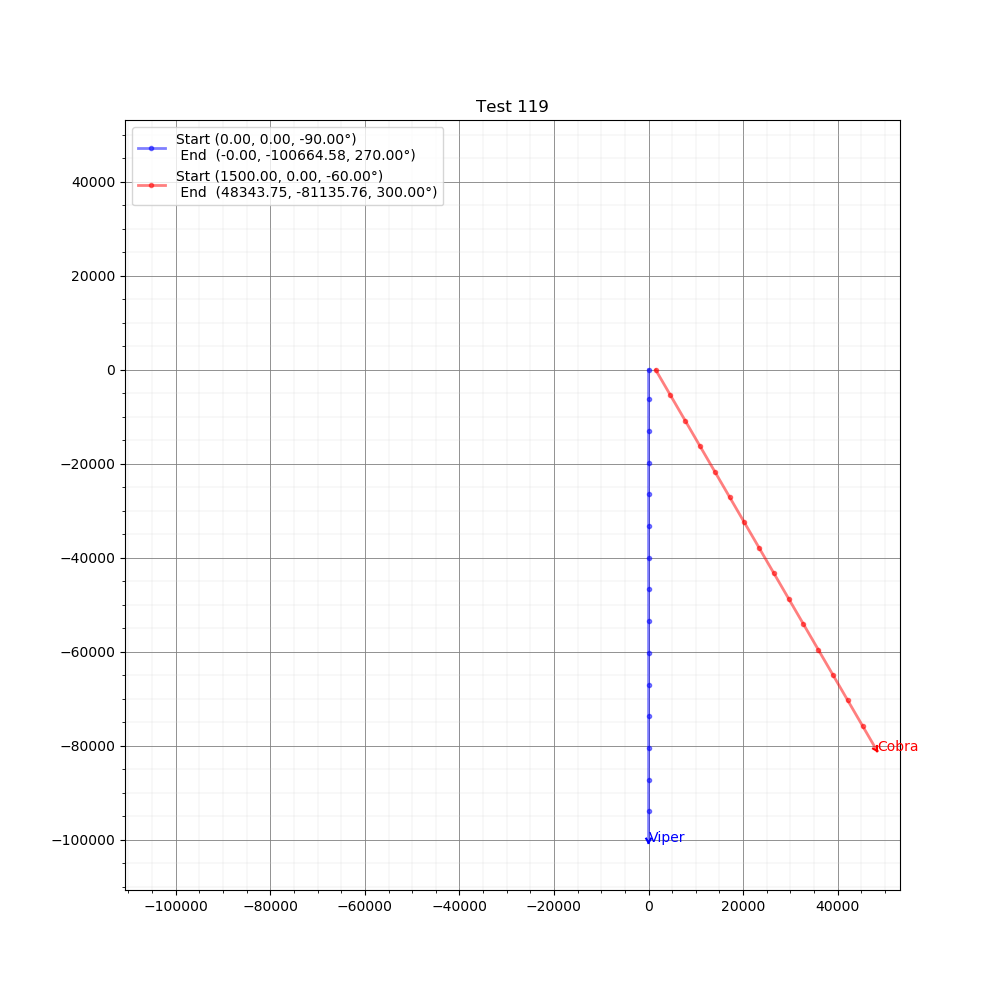 Test 119
Start (0.00, 0.00, -90.00°)
End  (-0.00, -100664.58, 270.00°)
Start (1500.00, 0.00, -60.00°)
End  (48343.75, -81135.76, 300.00°)
40000
20000
0
−20000
−40000
−60000
−80000
−100000
Cobra
Viper
−100000 −80000 −60000 −40000 −20000 0 20000 40000